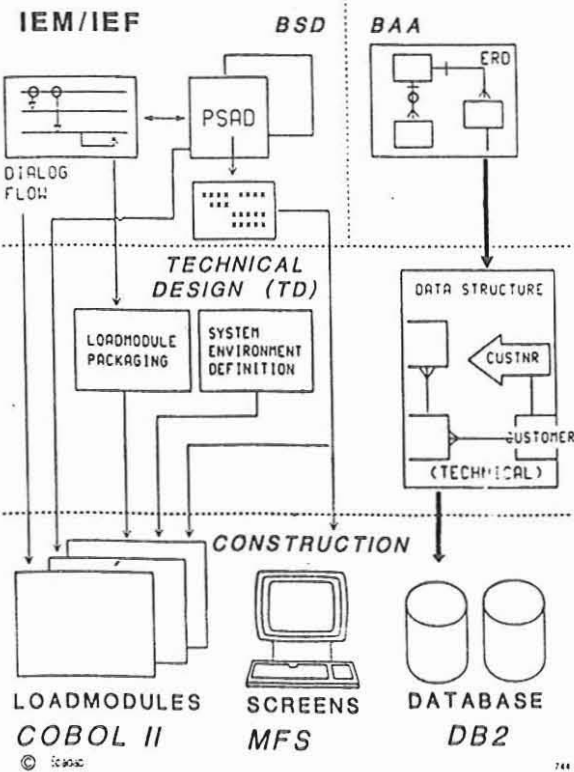 IEM/IEF
BSD
BAA
ERD
PSAD
DIALOG
FLOW
TECHNICAL
DESIGN (TD)
LOADMODULE
PACKAGING
SYSTEM
ENVIRONMENT
DEFINITION
DATA STRUCTURE
CUSTNR
CUSTOMER
(TECHNICAL)
CONSTRUCTION
LOADMODULES
SCREENS
DATABASE
COBOL II
MFS
DB2
©
744